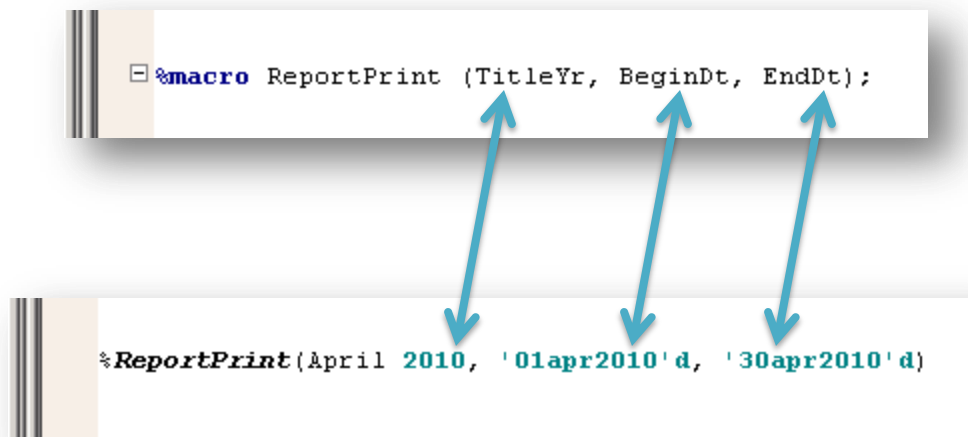 %macro ReportPrint (TitleYr, BeginDt, EndDt);
%ReportPrint(April 2010, '01apr2010'd, '30apr2010'd)